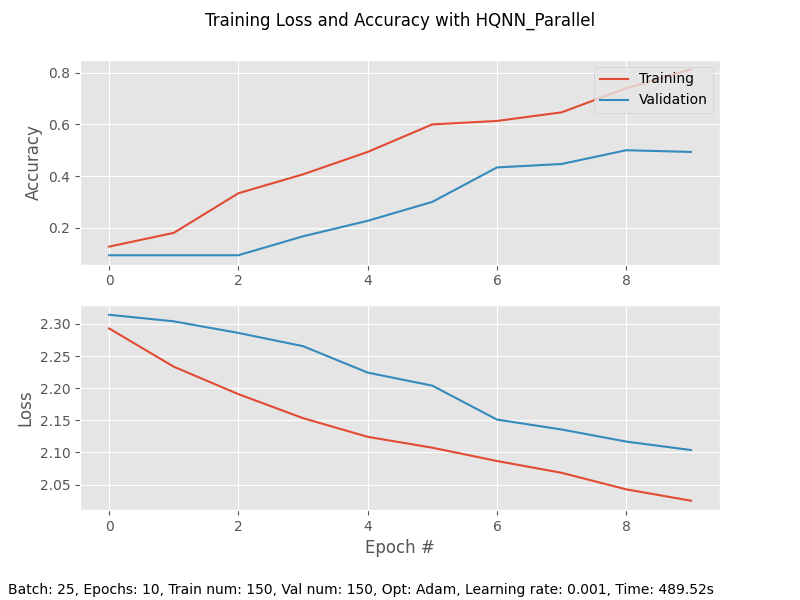 Training Loss and Accuracy with HQNN_Parallel
0.8
0.6
0.4
0.2
Accuracy
Training
Validation
0 2 4 6 8
2.30
2.25
2.20
2.15
2.10
2.05
Loss
0 2 4 6 8
Epoch #
Batch: 25, Epochs: 10, Train num: 150, Val num: 150, Opt: Adam, Learning rate: 0.001, Time: 489.52s